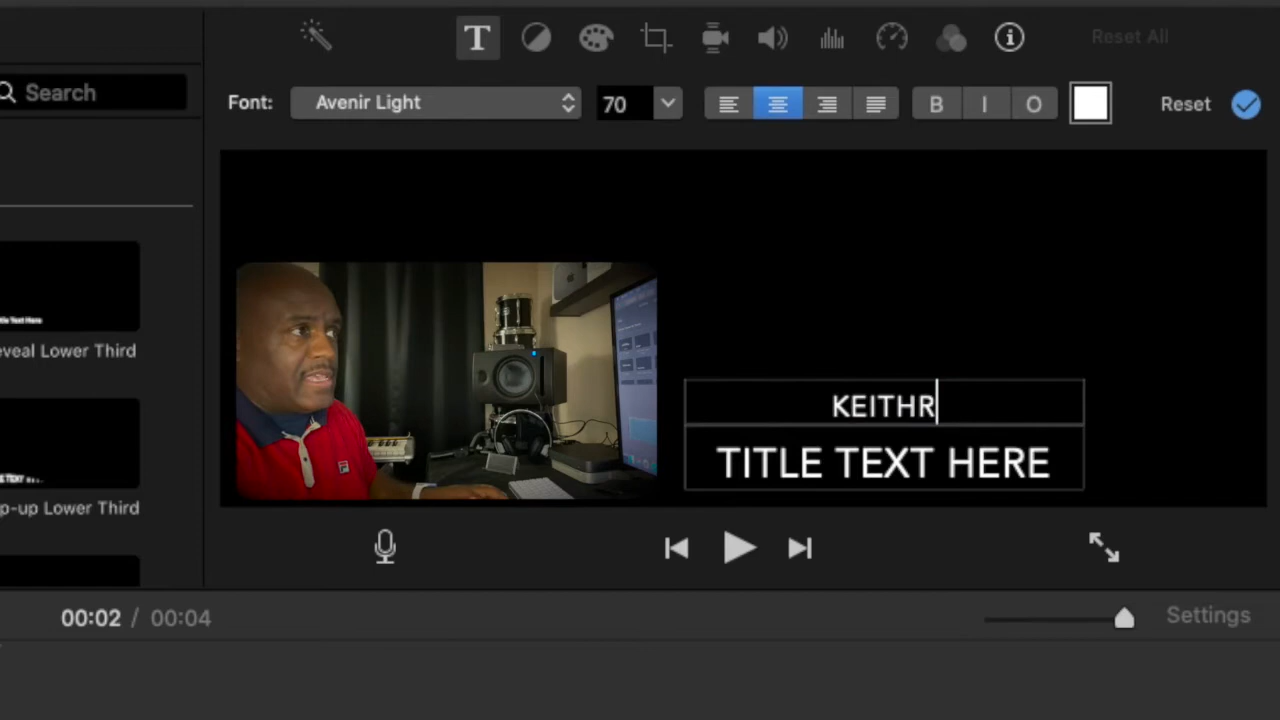 T Reset All
Search
Font: Avenir Light 70 B I O Reset
KEITHR
TITLE TEXT HERE
eveal Lower Third
p-up Lower Third
00:02 / 00:04 Settings